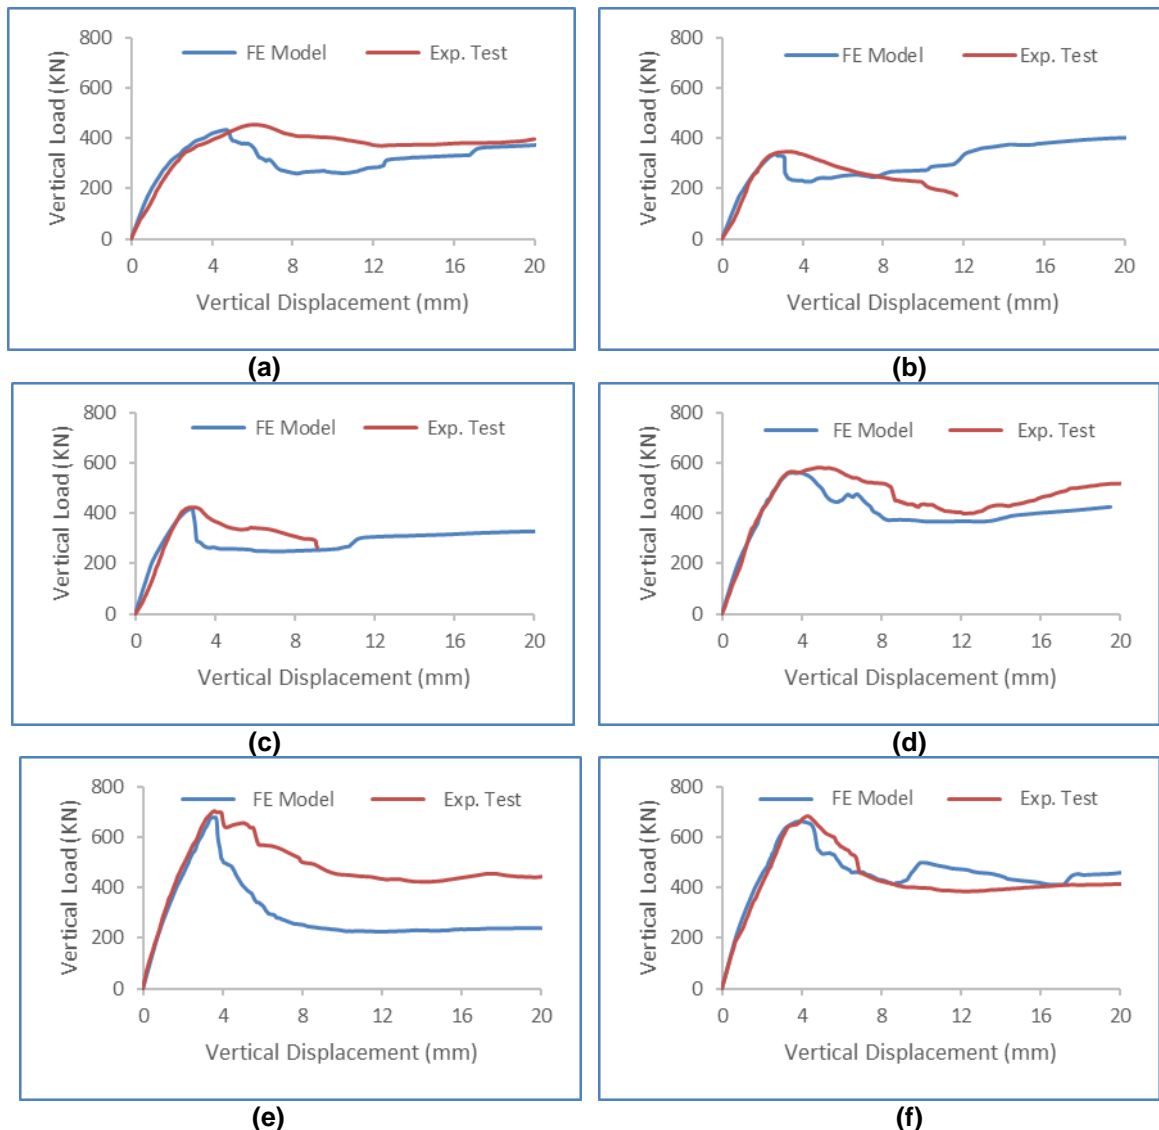 800
600
400
200
0
Vertical Load (KN)
FE Model
Exp. Test
0 4 8 12 16 20
Vertical Displacement (mm)
(a)
800
600
400
200
0
Vertical Load (KN)
FE Model
Exp. Test
0 4 8 12 16 20
Vertical Displacement (mm)
(b)
800
600
400
200
0
Vertical Load (KN)
FE Model
Exp. Test
0 4 8 12 16 20
Vertical Displacement (mm)
(c)
800
600
400
200
0
Vertical Load (KN)
FE Model
Exp. Test
0 4 8 12 16 20
Vertical Displacement (mm)
(d)
800
600
400
200
0
Vertical Load (KN)
FE Model
Exp. Test
0 4 8 12 16 20
Vertical Displacement (mm)
(e)
800
600
400
200
0
Vertical Load (KN)
FE Model
Exp. Test
0 4 8 12 16 20
Vertical Displacement (mm)
(f)